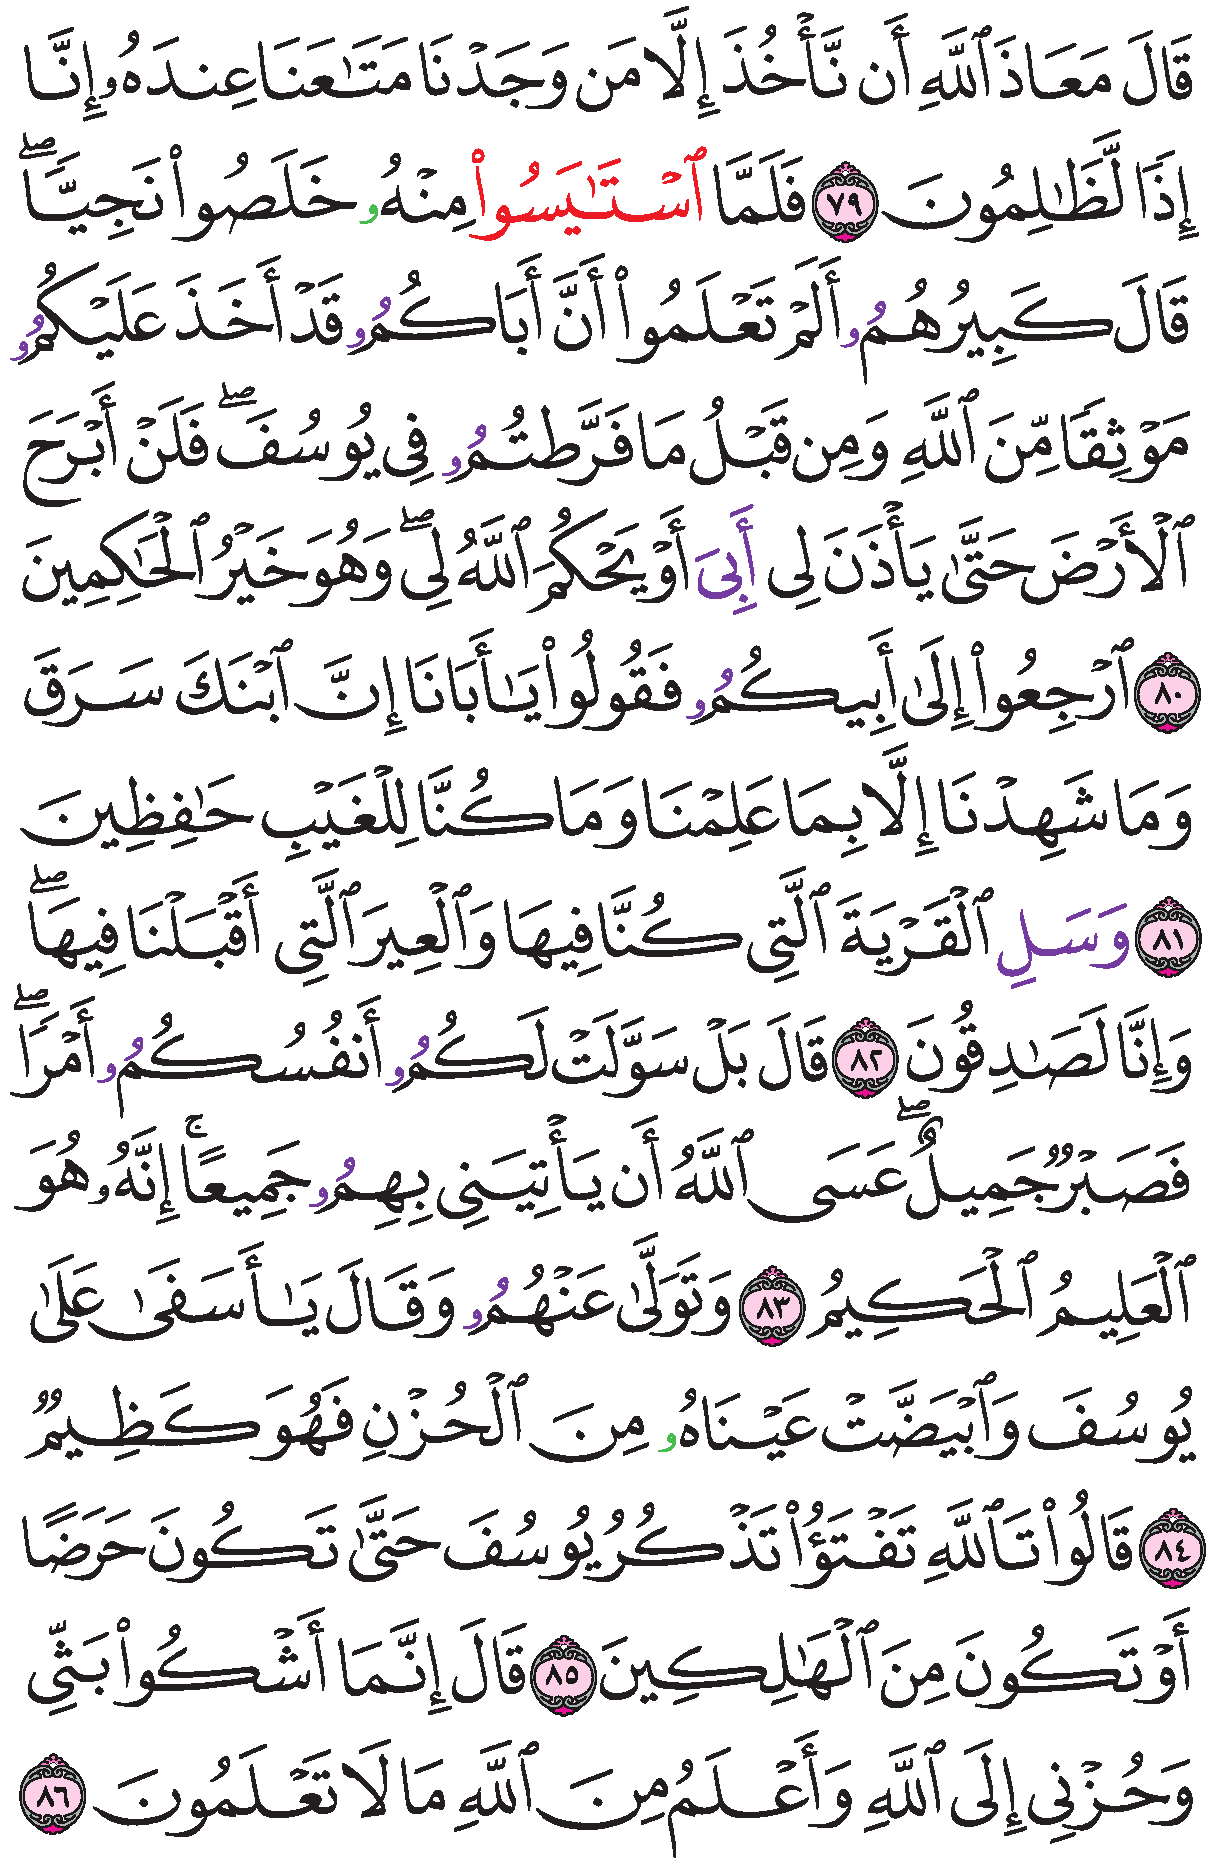 قَالَ مَعَاذَ ٱللَّهِ أَن نَّأْخُذَ إِلَّا مَن وَجَدْنَا مَتَٰعَنَا عِندَهُۥ إِنَّا
إِذًا لَّظَٰلِمُونَ ٧٩ فَلَمَّا ٱسْتَٰيَسُواْ مِنْهُۥ خَلَصُواْ نَجِيًّاۖ
قَالَ كَبِيرُهُمُۥ أَلَمْ تَعْلَمُواْ أَنَّ أَبَاكُمُۥ قَدْ أَخَذَ عَلَيْكُمُۥ
مَوْثِقًا مِّنَ ٱللَّهِ وَمِن قَبْلُ مَا فَرَّطتُمُۥ فِي يُوسُفَۖ فَلَنْ أَبْرَحَ
ٱلْأَرْضَ حَتَّىٰ يَأْذَنَ لِي أَبِيَ أَوْ يَحْكُمَ ٱللَّهُ لِيۖ وَهُوَ خَيْرُ ٱلْحَٰكِمِينَ
٨٠ ٱرْجِعُواْ إِلَىٰ أَبِيكُمُۥ فَقُولُواْ يَٰأَبَانَا إِنَّ ٱبْنَكَ سَرَقَ
وَمَا شَهِدْنَا إِلَّا بِمَا عَلِمْنَا وَمَا كُنَّا لِلْغَيْبِ حَٰفِظِينَ
٨١ وَسَلِ ٱلْقَرْيَةَ ٱلَّتِي كُنَّا فِيهَا وَٱلْعِيرَ ٱلَّتِي أَقْبَلْنَا فِيهَاۖ
وَإِنَّا لَصَٰدِقُونَ ٨٢ قَالَ بَلْ سَوَّلَتْ لَكُمُۥ أَنفُسُكُمُۥ أَمْرًاۖ
فَصَبْرٌ جَمِيلٌۖ عَسَى ٱللَّهُ أَن يَأْتِيَنِي بِهِمُۥ جَمِيعًاۚ إِنَّهُۥ هُوَ
ٱلْعَلِيمُ ٱلْحَكِيمُ ٨٣ وَتَوَلَّىٰ عَنْهُمُۥ وَقَالَ يَٰأَسَفَىٰ عَلَىٰ
يُوسُفَ وَٱبْيَضَّتْ عَيْنَاهُۥ مِنَ ٱلْحُزْنِ فَهُوَ كَظِيمٌ
٨٤ قَالُواْ تَٱللَّهِ تَفْتَؤُاْ تَذْكُرُ يُوسُفَ حَتَّىٰ تَكُونَ حَرَضًا
أَوْ تَكُونَ مِنَ ٱلْهَٰلِكِينَ ٨٥ قَالَ إِنَّمَا أَشْكُواْ بَثِّي
وَحُزْنِي إِلَى ٱللَّهِ وَأَعْلَمُ مِنَ ٱللَّهِ مَا لَا تَعْلَمُونَ ٨٦